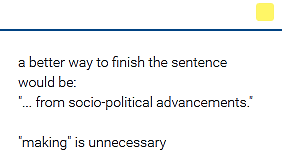 a better way to finish the sentence
would be:
"... from socio-political advancements."
"making" is unnecessary